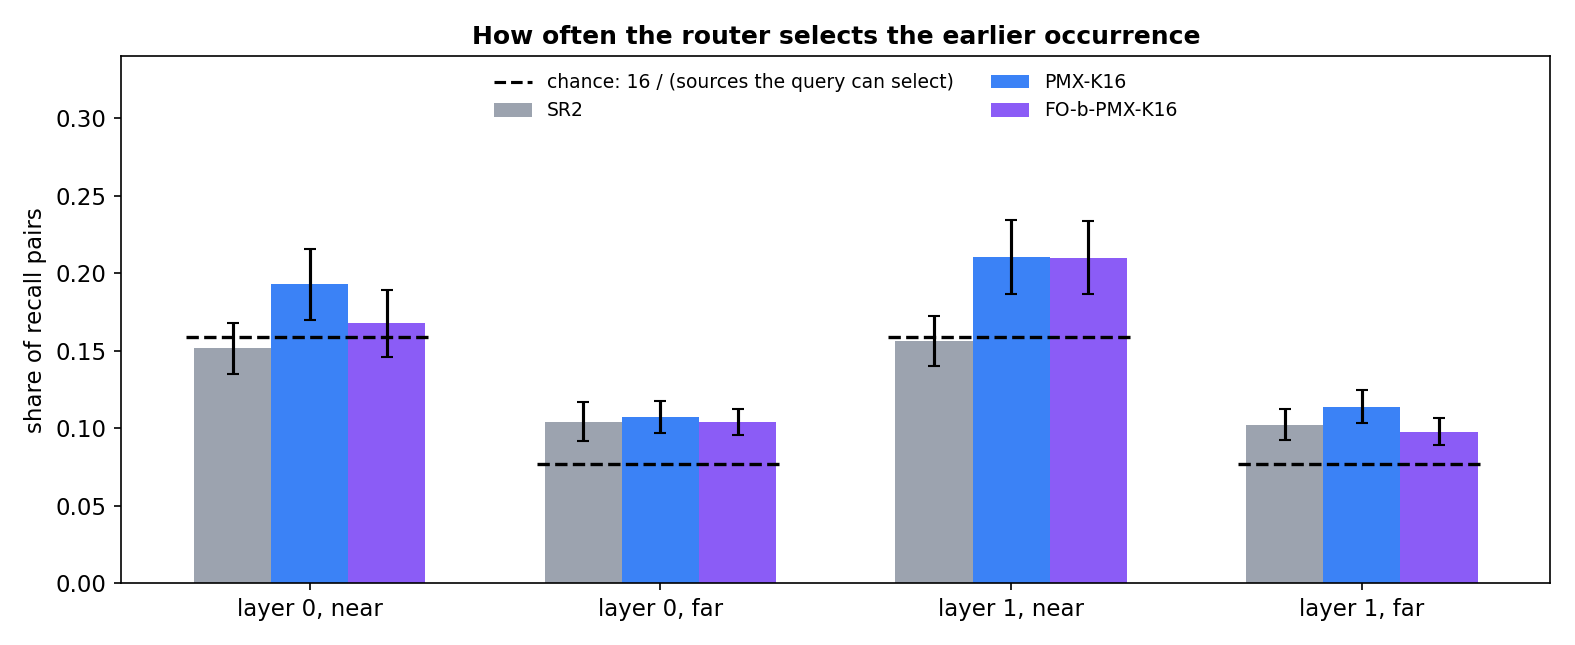 How often the router selects the earlier occurrence
chance: 16 / (sources the query can select)
SR2
PMX-K16
FO-b-PMX-K16
share of recall pairs
0.30
0.25
0.20
0.15
0.10
0.05
0.00
layer 0, near
layer 0, far
layer 1, near
layer 1, far